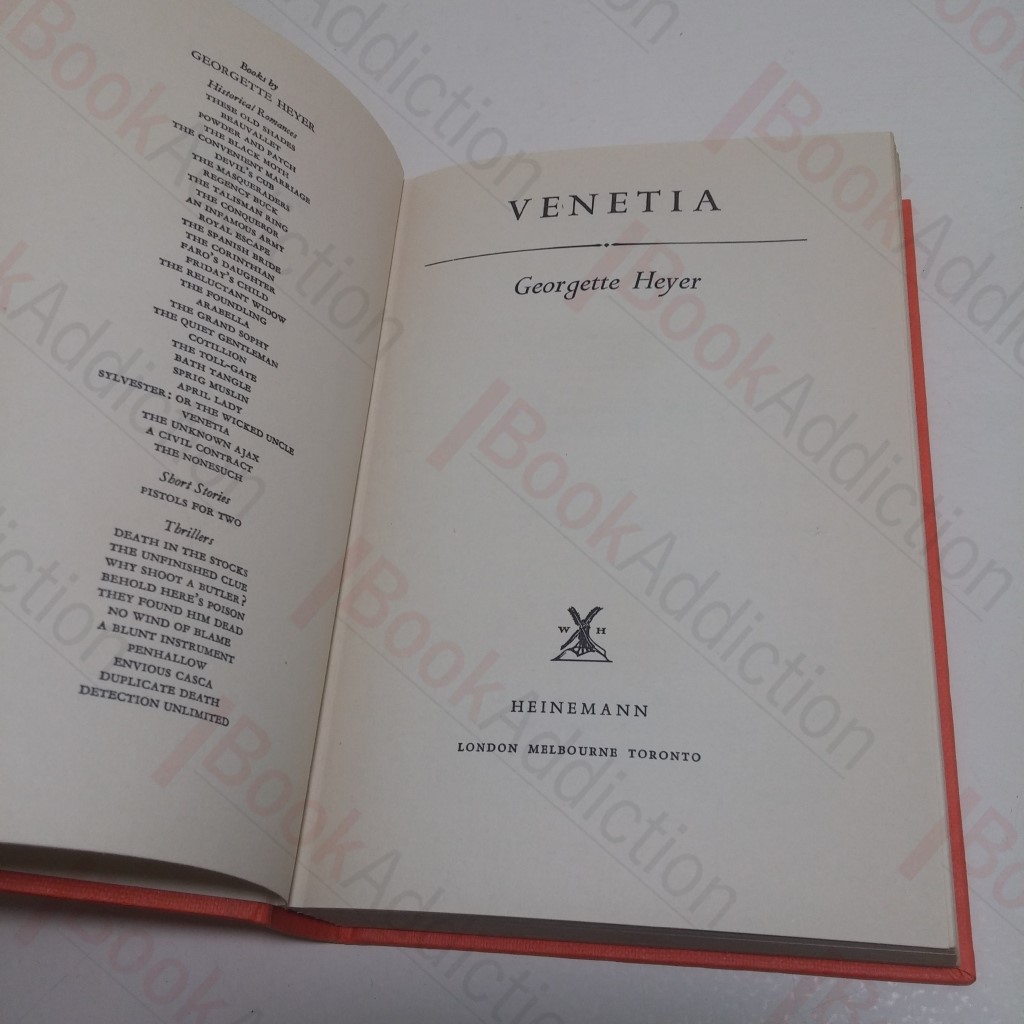 Books by
GEORGETTE HEYER
Historical Romances
THESE OLD SHADES
BEAUVALLET
POWDER AND PATCH
THE BLACK MOTH
THE CONVENIENT MARRIAGE
DEVIL'S CUB
THE MASQUERADERS
REGENCY BUCK
THE TALISMAN RING
THE CONQUEROR
AN INFAMOUS ARMY
ROYAL ESCAPE
THE SPANISH BRIDE
THE CORINTHIAN
FARO'S DAUGHTER
FRIDAY'S CHILD
THE RELUCTANT WIDOW
THE FOUNDLING
ARABELLA
THE GRAND SOPHY
THE QUIET GENTLEMAN
COTILLION
THE TOLL-GATE
BATH TANGLE
SPRIG MUSLIN
APRIL LADY
SYLVESTER: OR THE WICKED UNCLE
VENETIA
THE UNKNOWN AJAX
A CIVIL CONTRACT
THE NONESUCH
Short Stories
PISTOLS FOR TWO
Thrillers
DEATH IN THE STOCKS
THE UNFINISHED CLUE
WHY SHOOT A BUTLER?
BEHOLD HERE'S POISON
THEY FOUND HIM DEAD
NO WIND OF BLAME
A BLUNT INSTRUMENT
PENHALLOW
ENVIOUS CASCA
DUPLICATE DEATH
DETECTION UNLIMITED
VENETIA
Georgette Heyer
W H
HEINEMANN
LONDON MELBOURNE TORONTO
BookAddiction
BookAddiction
BookAddiction
BookAddiction
BookAddiction
BookAddiction
BookAddiction